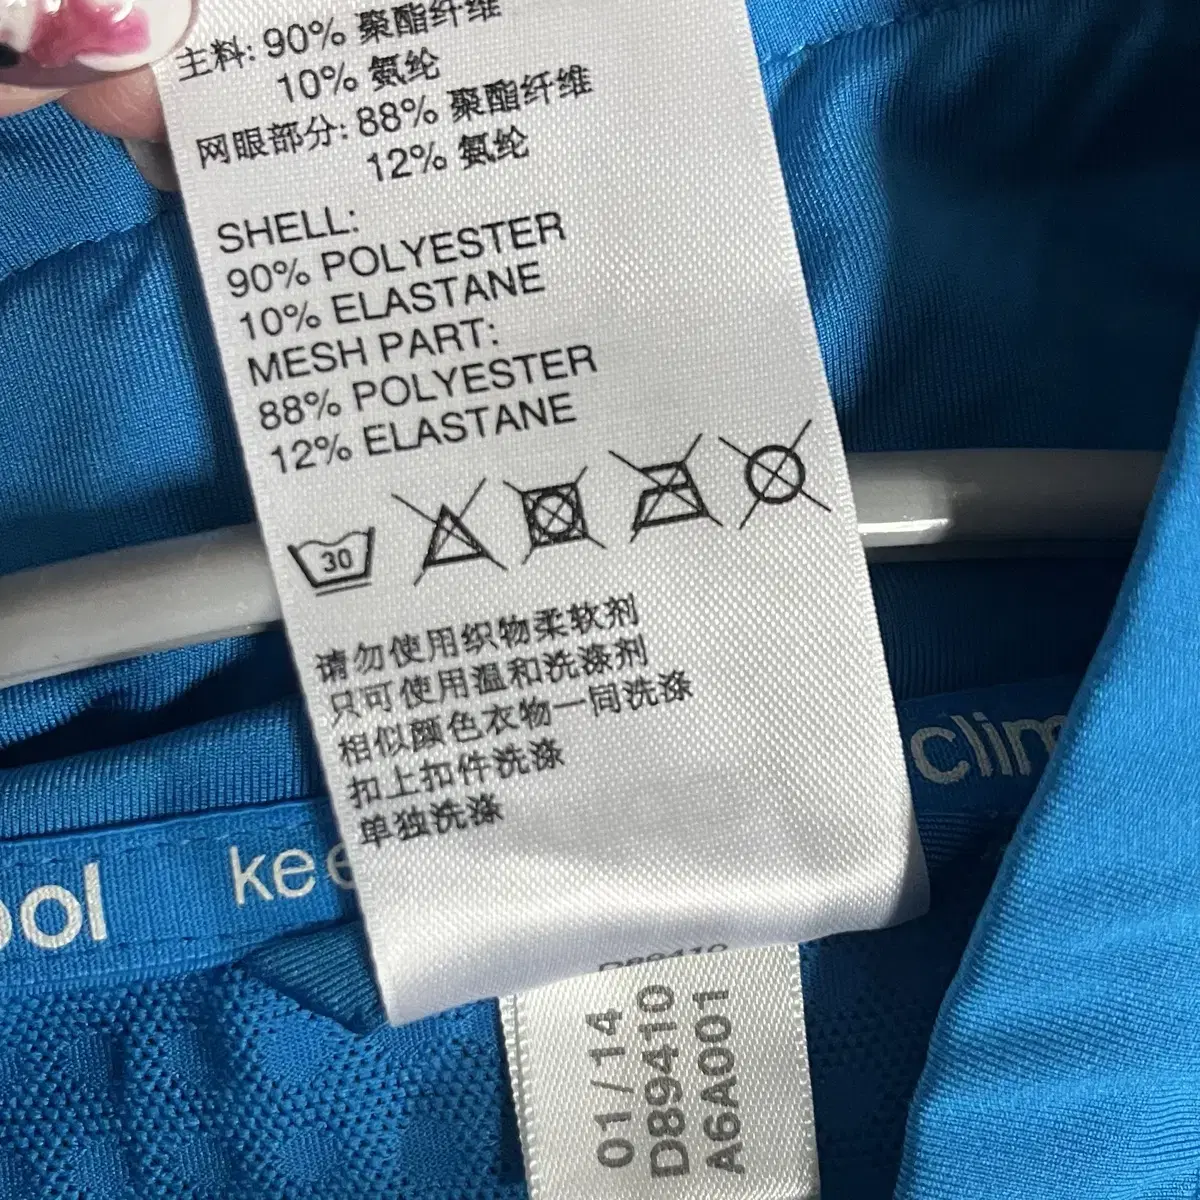 主料: 90% 聚酯纤维
10% 氨纶
网眼部分: 88% 聚酯纤维
12% 氨纶
SHELL:
90% POLYESTER
10% ELASTANE
MESH PART:
88% POLYESTER
12% ELASTANE
30
请勿使用织物柔软剂
只可使用温和洗涤剂
相似颜色衣物一同洗涤
扣上扣件洗涤
单独洗涤
clim
ool
kee
01/14
D89410
A6A001